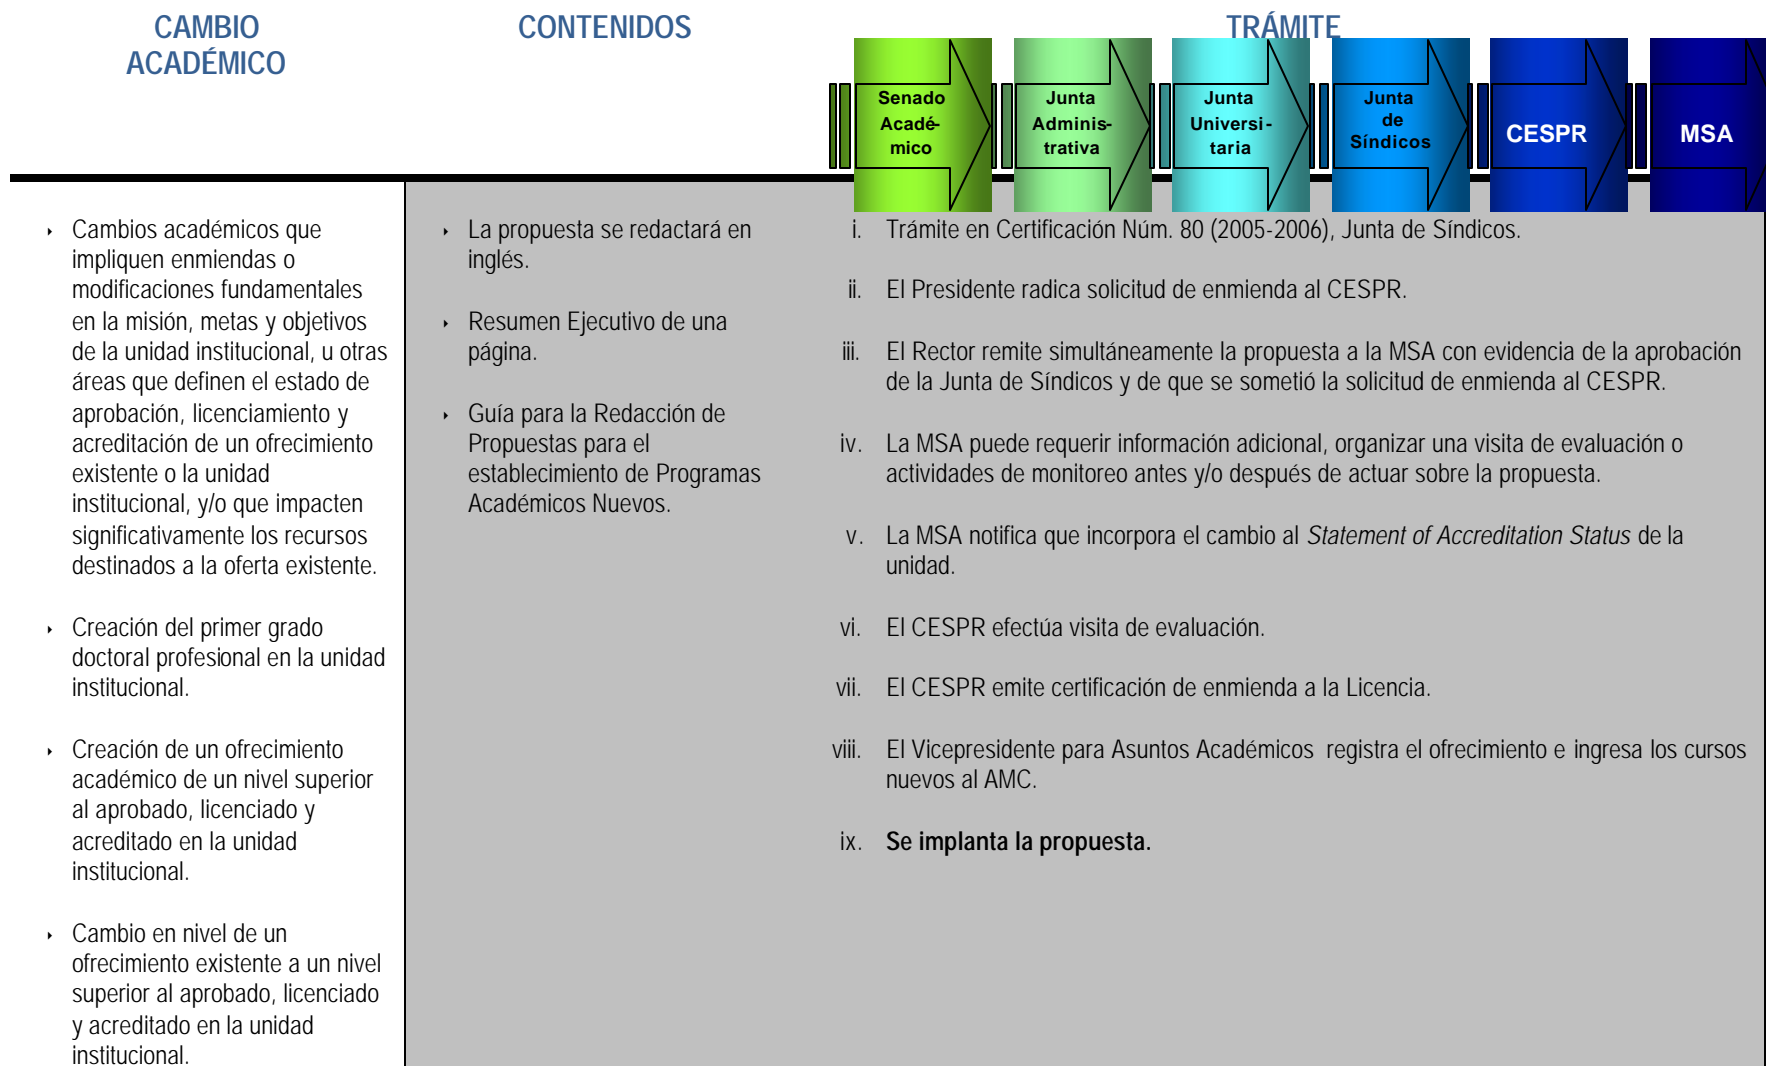 CAMBIO
ACADÉMICO
CONTENIDOS
TRÁMITE
Senado
Acadé-
mico
Junta
Adminis-
trativa
Junta
Universi-
taria
Junta
de
Síndicos
CESPR
MSA
‣ Cambios académicos que
impliquen enmiendas o
modificaciones fundamentales
en la misión, metas y objetivos
de la unidad institucional, u otras
áreas que definen el estado de
aprobación, licenciamiento y
acreditación de un ofrecimiento
existente o la unidad
institucional, y/o que impacten
significativamente los recursos
destinados a la oferta existente.
‣ Creación del primer grado
doctoral profesional en la unidad
institucional.
‣ Creación de un ofrecimiento
académico de un nivel superior
al aprobado, licenciado y
acreditado en la unidad
institucional.
‣ Cambio en nivel de un
ofrecimiento existente a un nivel
superior al aprobado, licenciado
y acreditado en la unidad
institucional.
‣ La propuesta se redactará en
inglés.
‣ Resumen Ejecutivo de una
página.
‣ Guía para la Redacción de
Propuestas para el
establecimiento de Programas
Académicos Nuevos.
i. Trámite en Certificación Núm. 80 (2005-2006), Junta de Síndicos.
ii. El Presidente radica solicitud de enmienda al CESPR.
iii. El Rector remite simultáneamente la propuesta a la MSA con evidencia de la aprobación
de la Junta de Síndicos y de que se sometió la solicitud de enmienda al CESPR.
iv. La MSA puede requerir información adicional, organizar una visita de evaluación o
actividades de monitoreo antes y/o después de actuar sobre la propuesta.
v. La MSA notifica que incorpora el cambio al Statement of Accreditation Status de la
unidad.
vi. El CESPR efectúa visita de evaluación.
vii. El CESPR emite certificación de enmienda a la Licencia.
viii. El Vicepresidente para Asuntos Académicos registra el ofrecimiento e ingresa los cursos
nuevos al AMC.
ix. Se implanta la propuesta.